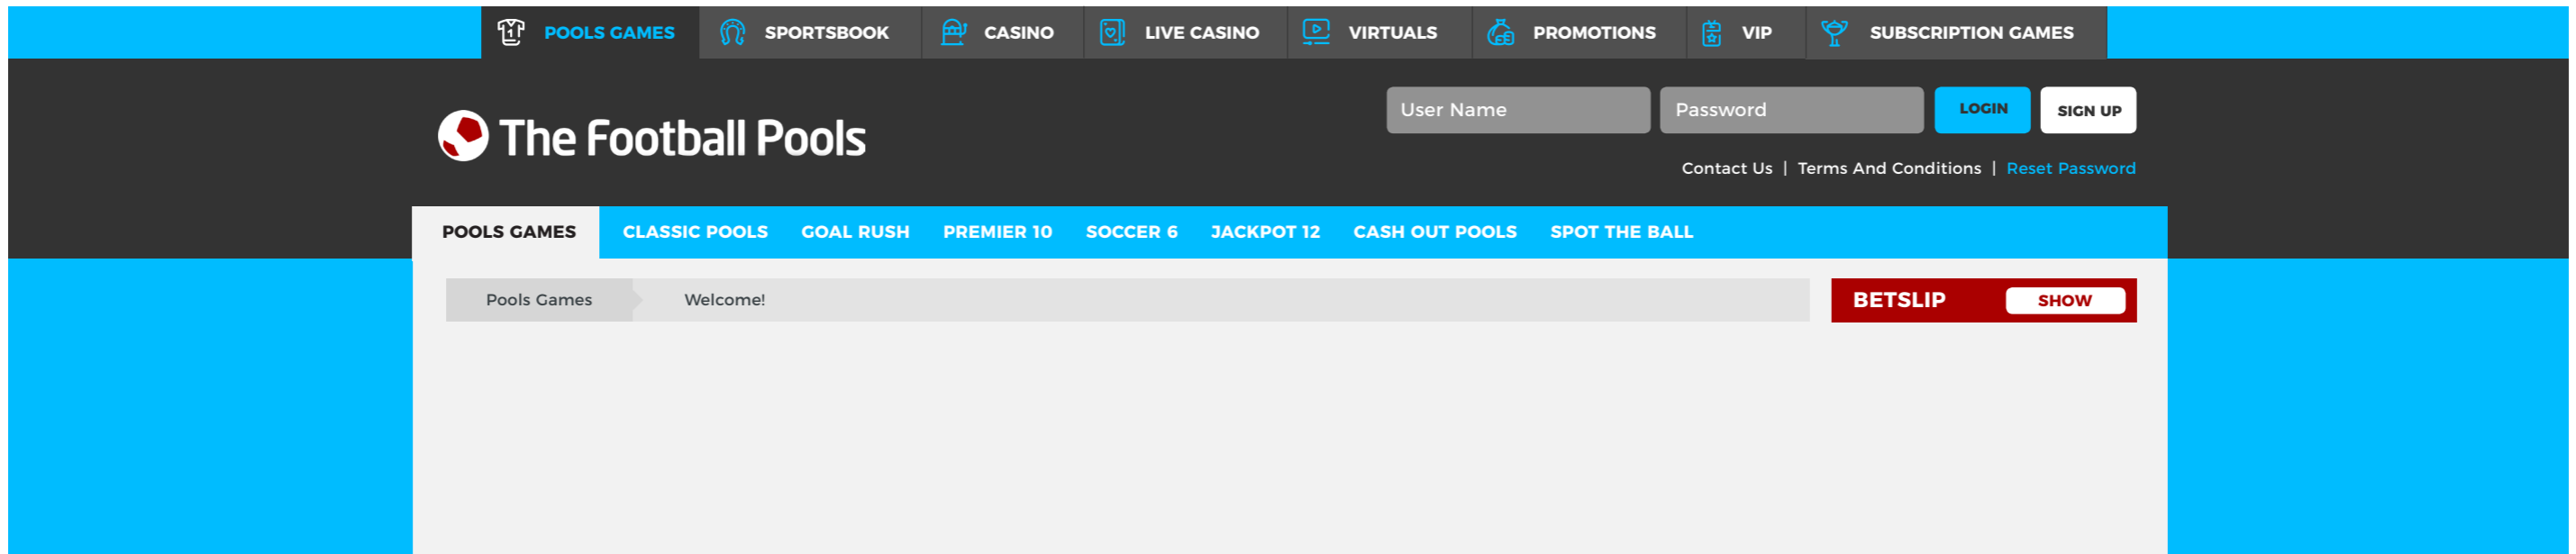 POOLS GAMES SPORTSBOOK CASINO LIVE CASINO VIRTUALS PROMOTIONS VIP SUBSCRIPTION GAMES
User Name Password LOGIN SIGN UP
The Football Pools
Contact Us | Terms And Conditions | Reset Password
POOLS GAMES CLASSIC POOLS GOAL RUSH PREMIER 10 SOCCER 6 JACKPOT 12 CASH OUT POOLS SPOT THE BALL
Pools Games Welcome! BETSLIP SHOW